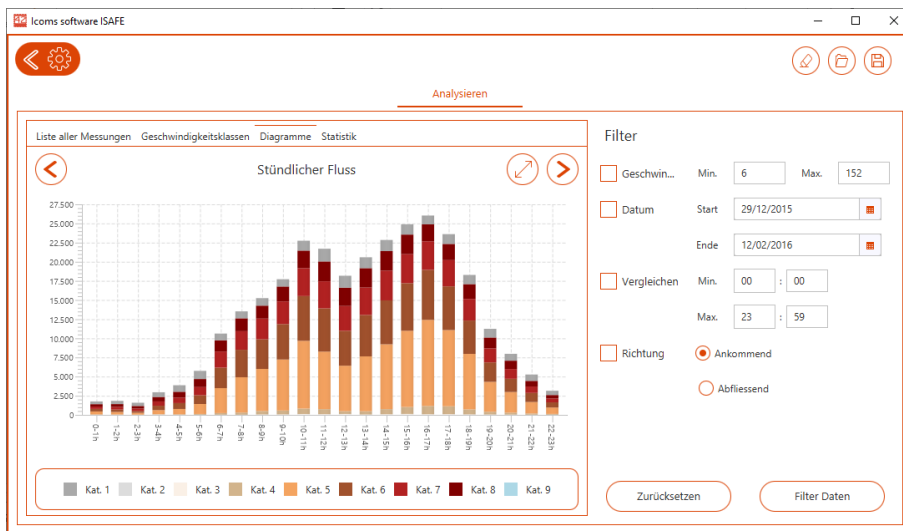 Icoms software ISAFE
Analysieren
Liste aller Messungen Geschwindigkeitsklassen Diagramme Statistik
Stündlicher Fluss
27.500
25.000
22.500
20.000
17.500
15.000
12.500
10.000
7.500
5.000
2.500
0
0-1h 1-2h 2-3h 3-4h 4-5h 5-6h 6-7h 7-8h 8-9h 9-10h 10-11h 11-12h 12-13h 13-14h 14-15h 15-16h 16-17h 17-18h 18-19h 19-20h 20-21h 21-22h 22-23h
Kat. 1 Kat. 2 Kat. 3 Kat. 4 Kat. 5 Kat. 6 Kat. 7 Kat. 8 Kat. 9
Filter
Geschwin... Min. 6 Max. 152
Datum Start 29/12/2015
Ende 12/02/2016
Vergleichen Min. 00 : 00
Max. 23 : 59
Richtung Ankommend
Abfliessend
Zurücksetzen Filter Daten